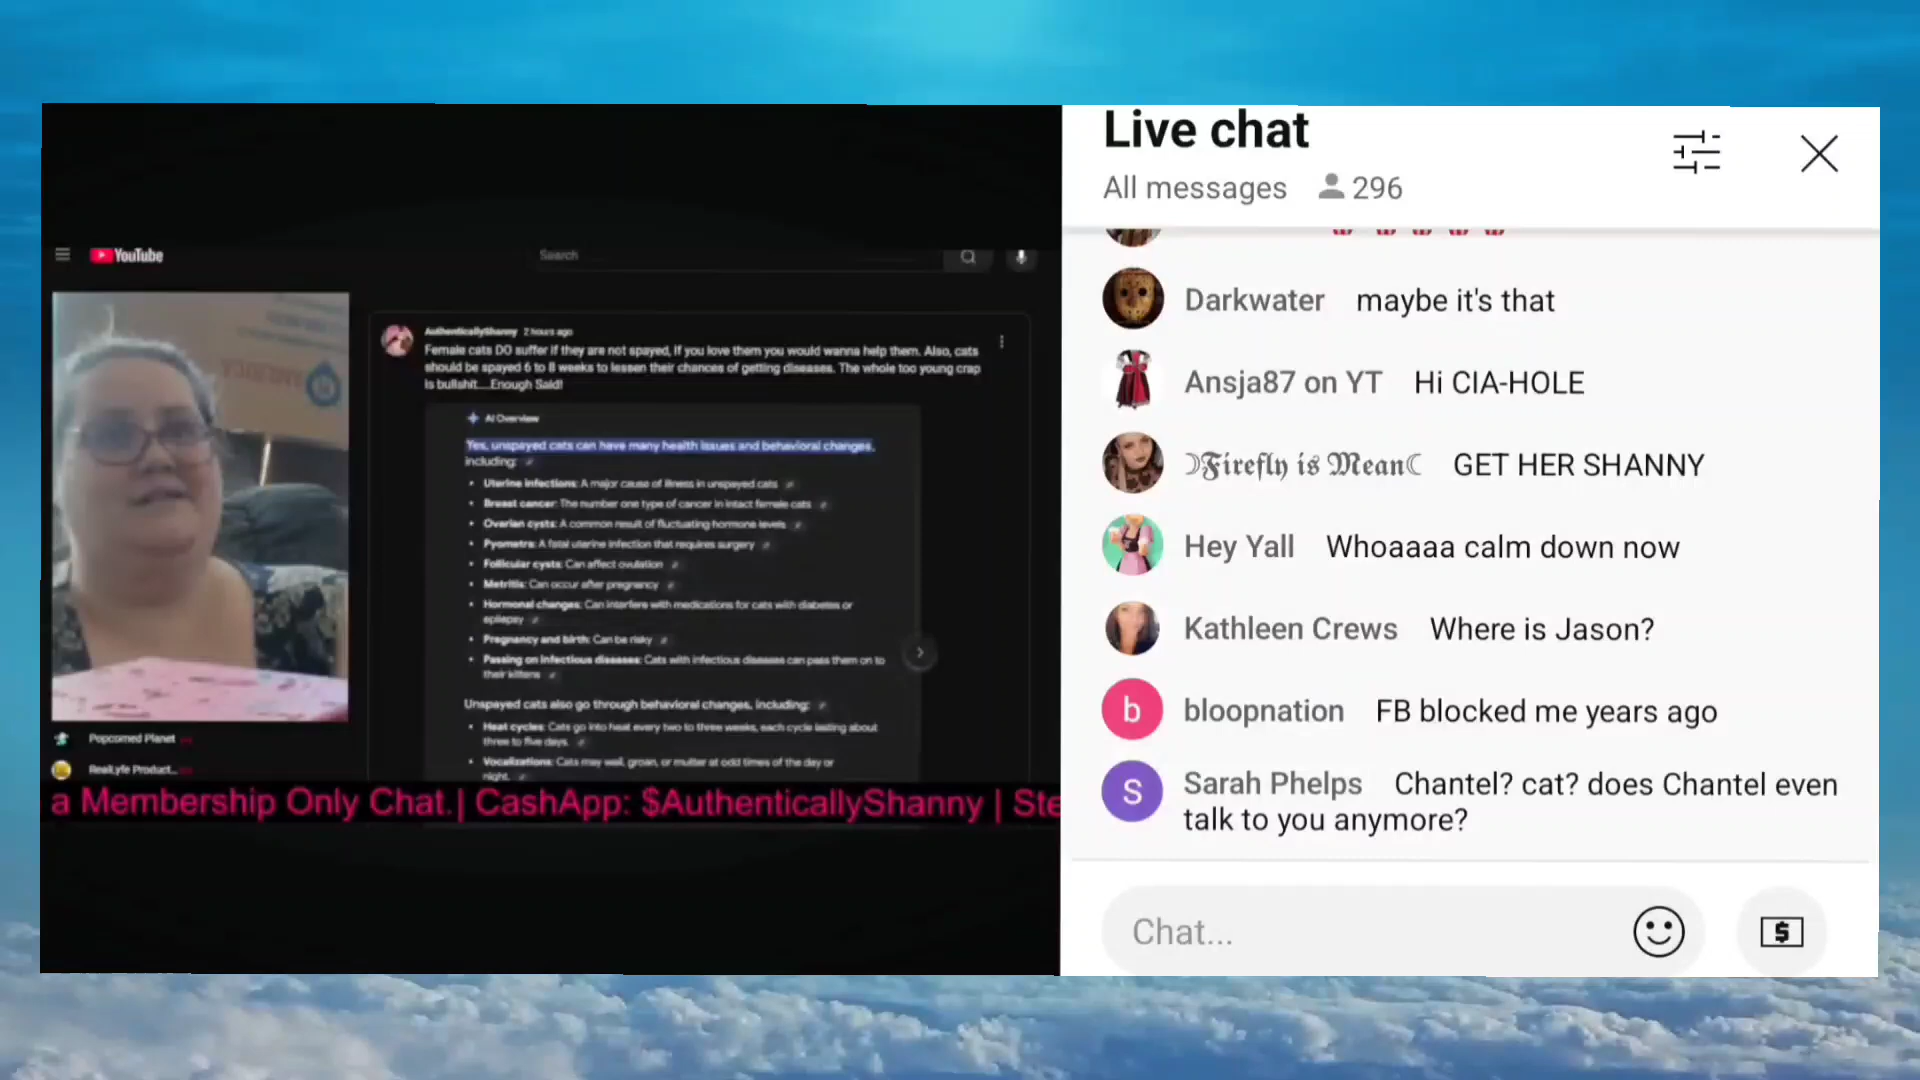 YouTube
Search
AuthenticallyShanny 2 hours ago
Female cats DO suffer if they are not spayed, if you love them you would wanna help them. Also, cats
should be spayed 6 to 8 weeks to lessen their chances of getting diseases. The whole too young crap
is bullshit....Enough Said!
AI Overview
Yes, unspayed cats can have many health issues and behavioral changes,
including:
• Uterine infections: A major cause of illness in unspayed cats
• Breast cancer: The number one type of cancer in intact female cats
• Ovarian cysts: A common result of fluctuating hormone levels
• Pyometra: A fatal uterine infection that requires surgery
• Follicular cysts: Can affect ovulation
• Metritis: Can occur after pregnancy
• Hormonal changes: Can interfere with medications for cats with diabetes or
epilepsy
• Pregnancy and birth: Can be risky
• Passing on infectious diseases: Cats with infectious diseases can pass them on to
their kittens
Unspayed cats also go through behavioral changes, including:
• Heat cycles: Cats go into heat every two to three weeks, each cycle lasting about
three to five days.
• Vocalizations: Cats may wail, groan, or mutter at odd times of the day or
night.
Popcorned Planet
RealLyfe Product...
a Membership Only Chat.| CashApp: $AuthenticallyShanny | Ste
Live chat
All messages 296
Darkwater maybe it's that
Ansja87 on YT Hi CIA-HOLE
☽𝕱𝖎𝖗𝖊𝖋𝖑𝖞 𝖎𝖘 𝕸𝖊𝖆𝖓☾ GET HER SHANNY
Hey Yall Whoaaaa calm down now
Kathleen Crews Where is Jason?
b bloopnation FB blocked me years ago
S Sarah Phelps Chantel? cat? does Chantel even
talk to you anymore?
Chat...